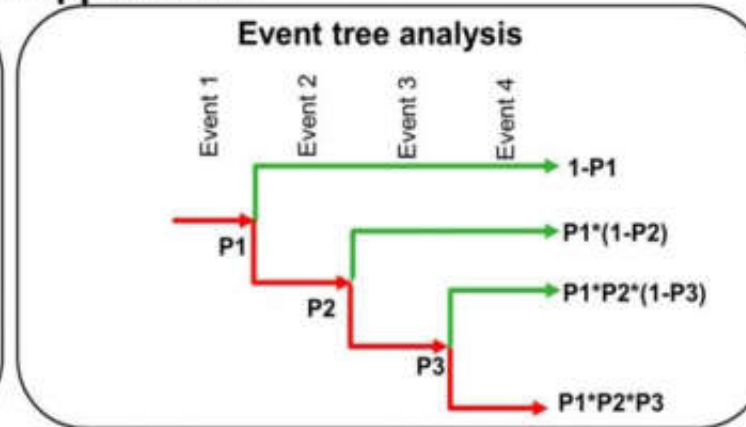 Event tree analysis
Event 1
Event 2
Event 3
Event 4
1-P1
P1
P1*(1-P2)
P2
P1*P2*(1-P3)
P3
P1*P2*P3